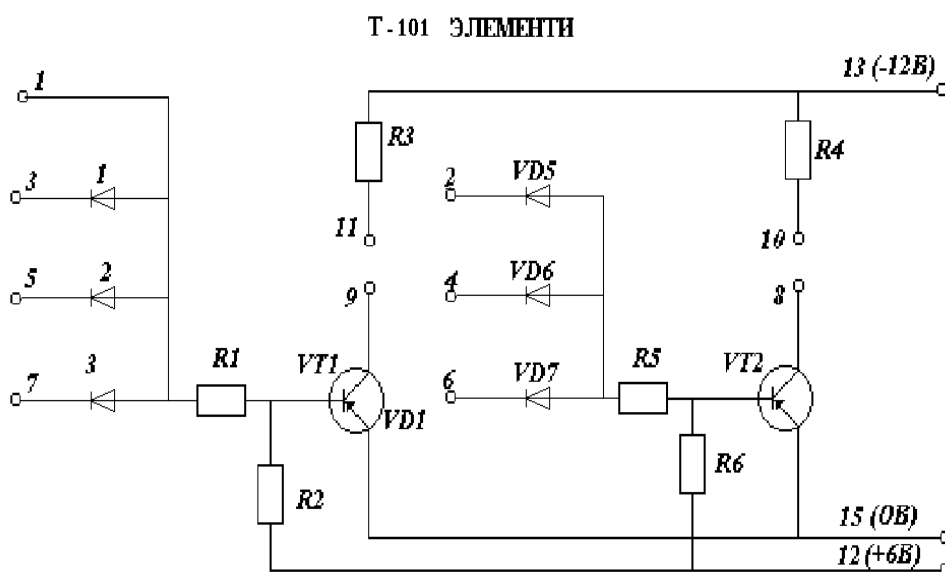 Т-101 ЭЛЕМЕНТИ
1
13 (-12В)
R3
R4
3
1
2
VD5
11
10
5
2
4
VD6
9
8
7
3
R1
VT1
VD1
6
VD7
R5
VT2
R2
R6
15 (0В)
12 (+6В)